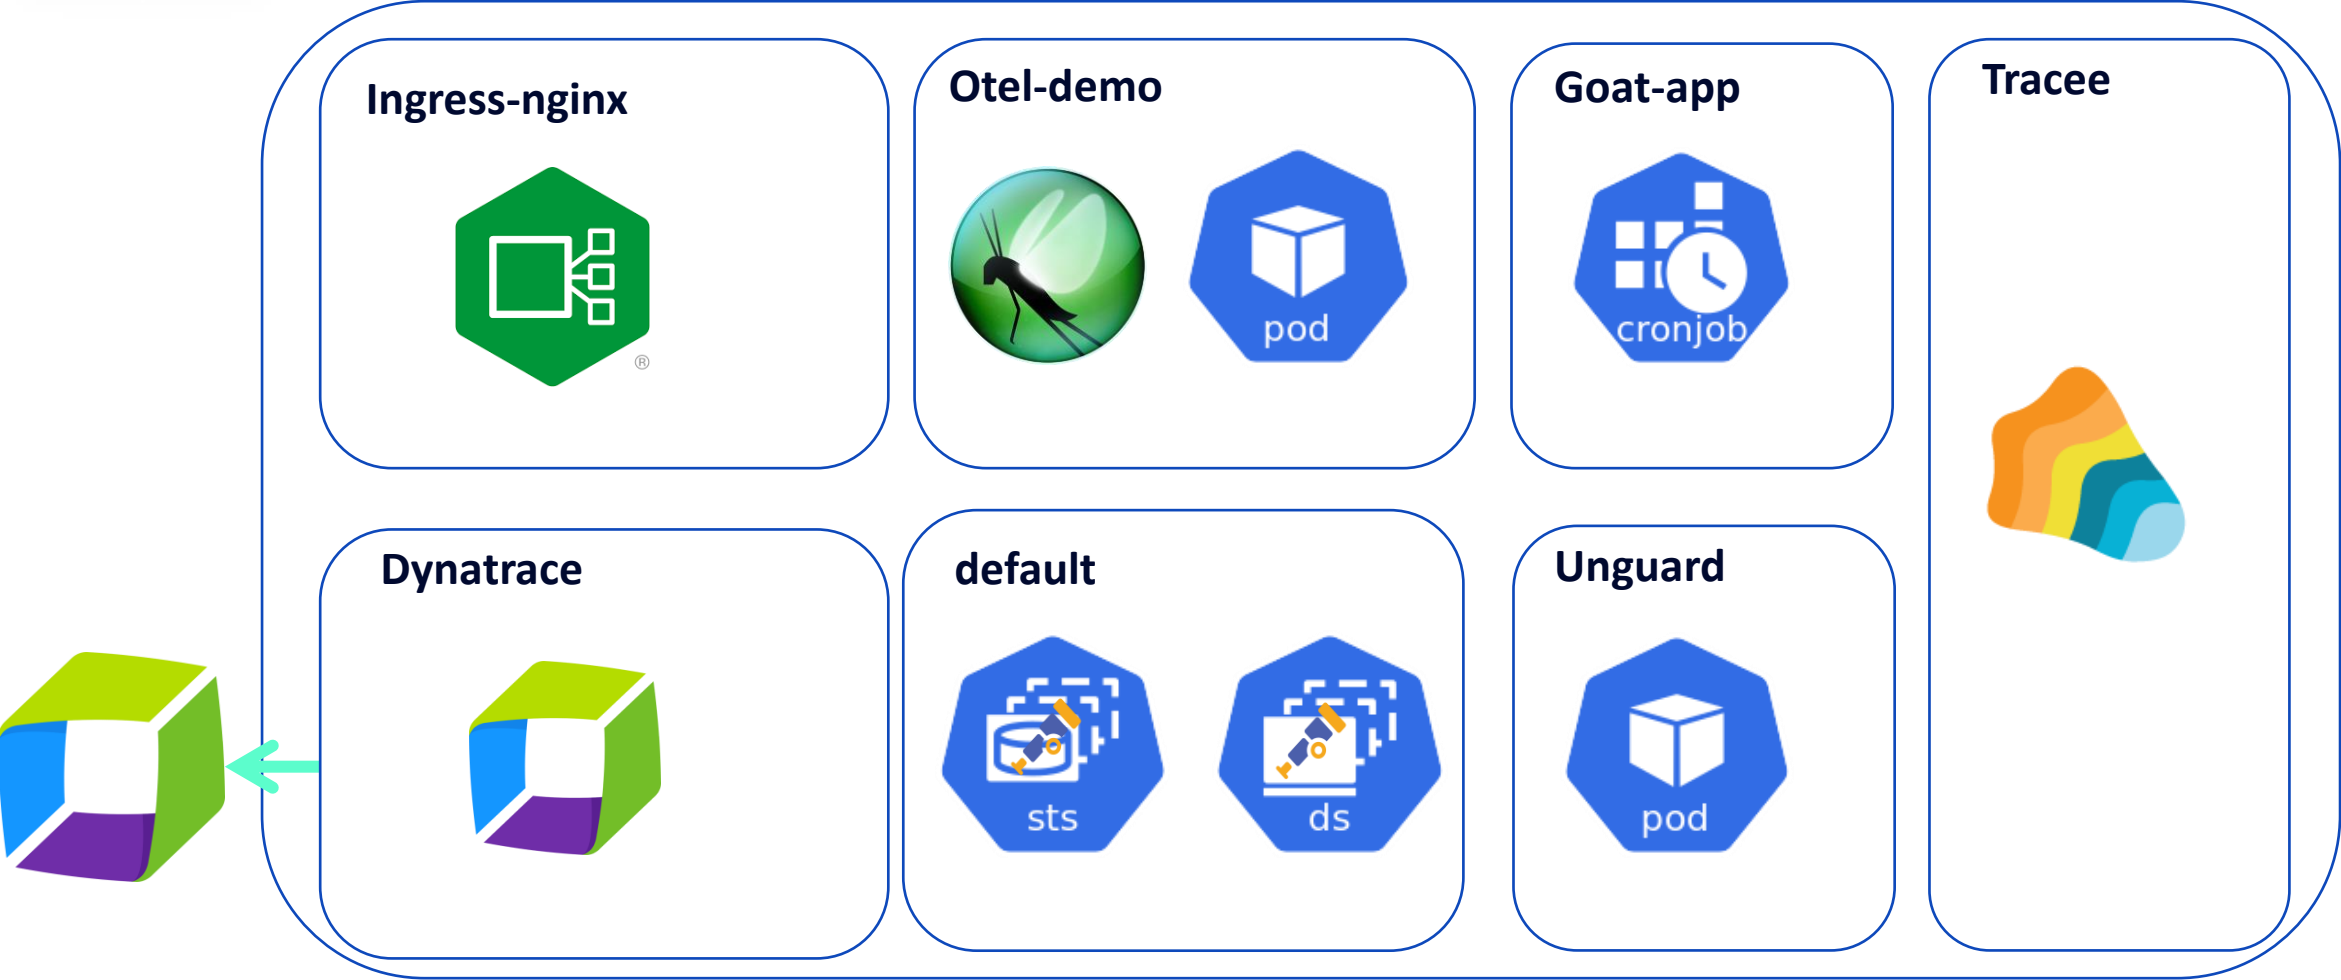 Ingress-nginx
Otel-demo
pod
Goat-app
cronjob
Tracee
®
Dynatrace
default
sts
ds
Unguard
pod